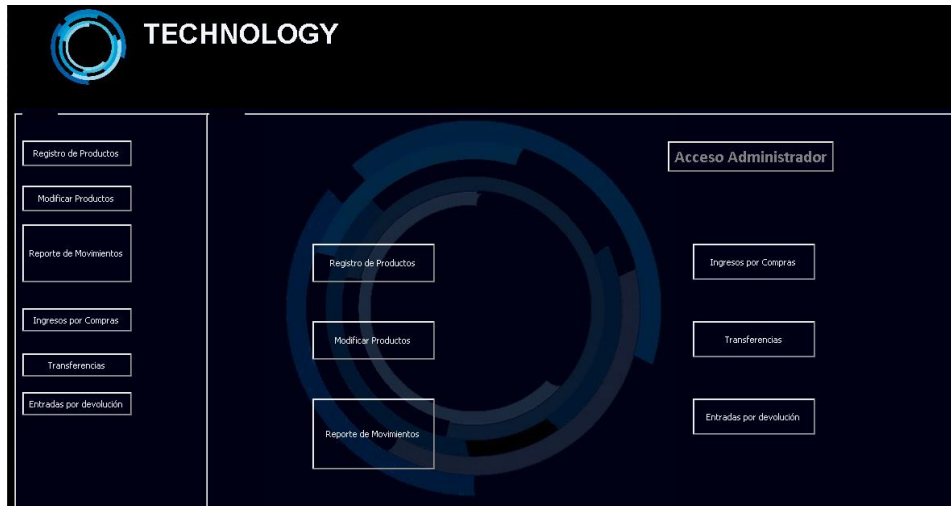 TECHNOLOGY
Registro de Productos
Modificar Productos
Reporte de Movimientos
Ingresos por Compras
Transferencias
Entradas por devolución
Acceso Administrador
Registro de Productos
Ingresos por Compras
Modificar Productos
Transferencias
Reporte de Movimientos
Entradas por devolución